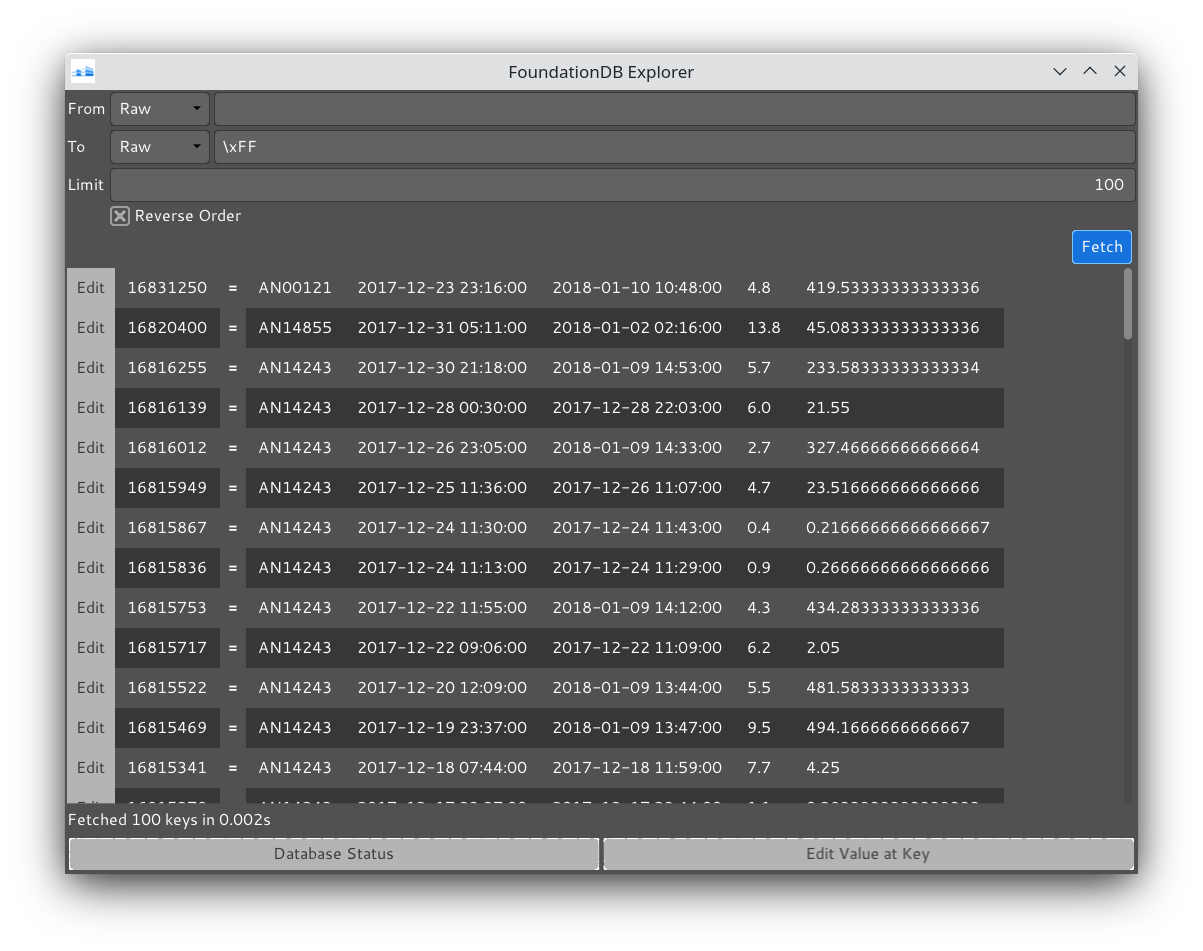 FoundationDB Explorer
From Raw
To Raw \xFF
Limit 100
Reverse Order
Fetch
Edit 16831250 = AN00121 2017-12-23 23:16:00 2018-01-10 10:48:00 4.8 419.53333333333336
Edit 16820400 = AN14855 2017-12-31 05:11:00 2018-01-02 02:16:00 13.8 45.083333333333336
Edit 16816255 = AN14243 2017-12-30 21:18:00 2018-01-09 14:53:00 5.7 233.58333333333334
Edit 16816139 = AN14243 2017-12-28 00:30:00 2017-12-28 22:03:00 6.0 21.55
Edit 16816012 = AN14243 2017-12-26 23:05:00 2018-01-09 14:33:00 2.7 327.46666666666664
Edit 16815949 = AN14243 2017-12-25 11:36:00 2017-12-26 11:07:00 4.7 23.516666666666666
Edit 16815867 = AN14243 2017-12-24 11:30:00 2017-12-24 11:43:00 0.4 0.21666666666666667
Edit 16815836 = AN14243 2017-12-24 11:13:00 2017-12-24 11:29:00 0.9 0.26666666666666666
Edit 16815753 = AN14243 2017-12-22 11:55:00 2018-01-09 14:12:00 4.3 434.28333333333336
Edit 16815717 = AN14243 2017-12-22 09:06:00 2017-12-22 11:09:00 6.2 2.05
Edit 16815522 = AN14243 2017-12-20 12:09:00 2018-01-09 13:44:00 5.5 481.5833333333333
Edit 16815469 = AN14243 2017-12-19 23:37:00 2018-01-09 13:47:00 9.5 494.1666666666667
Edit 16815341 = AN14243 2017-12-18 07:44:00 2017-12-18 11:59:00 7.7 4.25
Fetched 100 keys in 0.002s
Database Status
Edit Value at Key